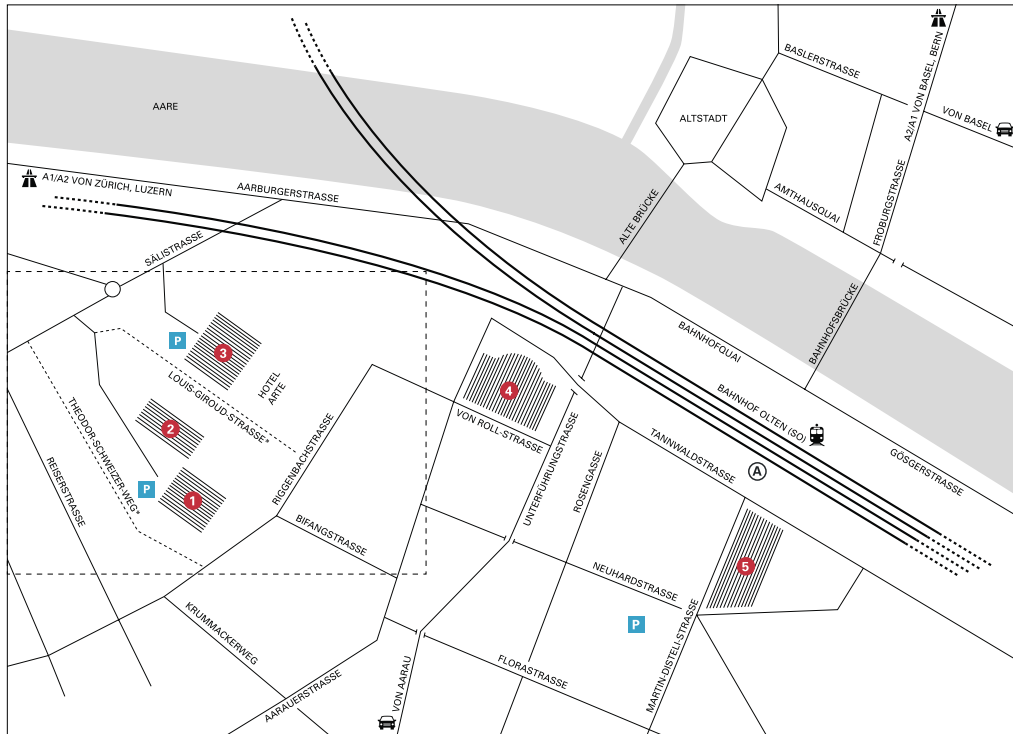 BASLERSTRASSE
A2/A1 VON BASEL, BERN
AARE
ALTSTADT
VON BASEL
A1/A2 VON ZÜRICH, LUZERN
AARBURGERSTRASSE
AMTHAUSQUAI
FROBURGSTRASSE
ALTE BRÜCKE
SÄLISTRASSE
BAHNHOFSBRÜCKE
P
3
BAHNHOFQUAI
HOTEL
ARTE
LOUIS-GIROUD-STRASSE*
4
BAHNHOF OLTEN (SO)
THEODOR-SCHWEIZER-WEG*
2
VON ROLL-STRASSE
TANNWALDSTRASSE
GÖSGERSTRASSE
RIGGENBACHSTRASSE
UNTERFÜHRUNGSTRASSE
ROSENGASSE
A
REISERSTRASSE
P
1
BIFANGSTRASSE
NEUHARDSTRASSE
5
P
MARTIN-DISTELI-STRASSE
KRUMMACKERWEG
FLORASTRASSE
AARAUERSTRASSE
VON AARAU